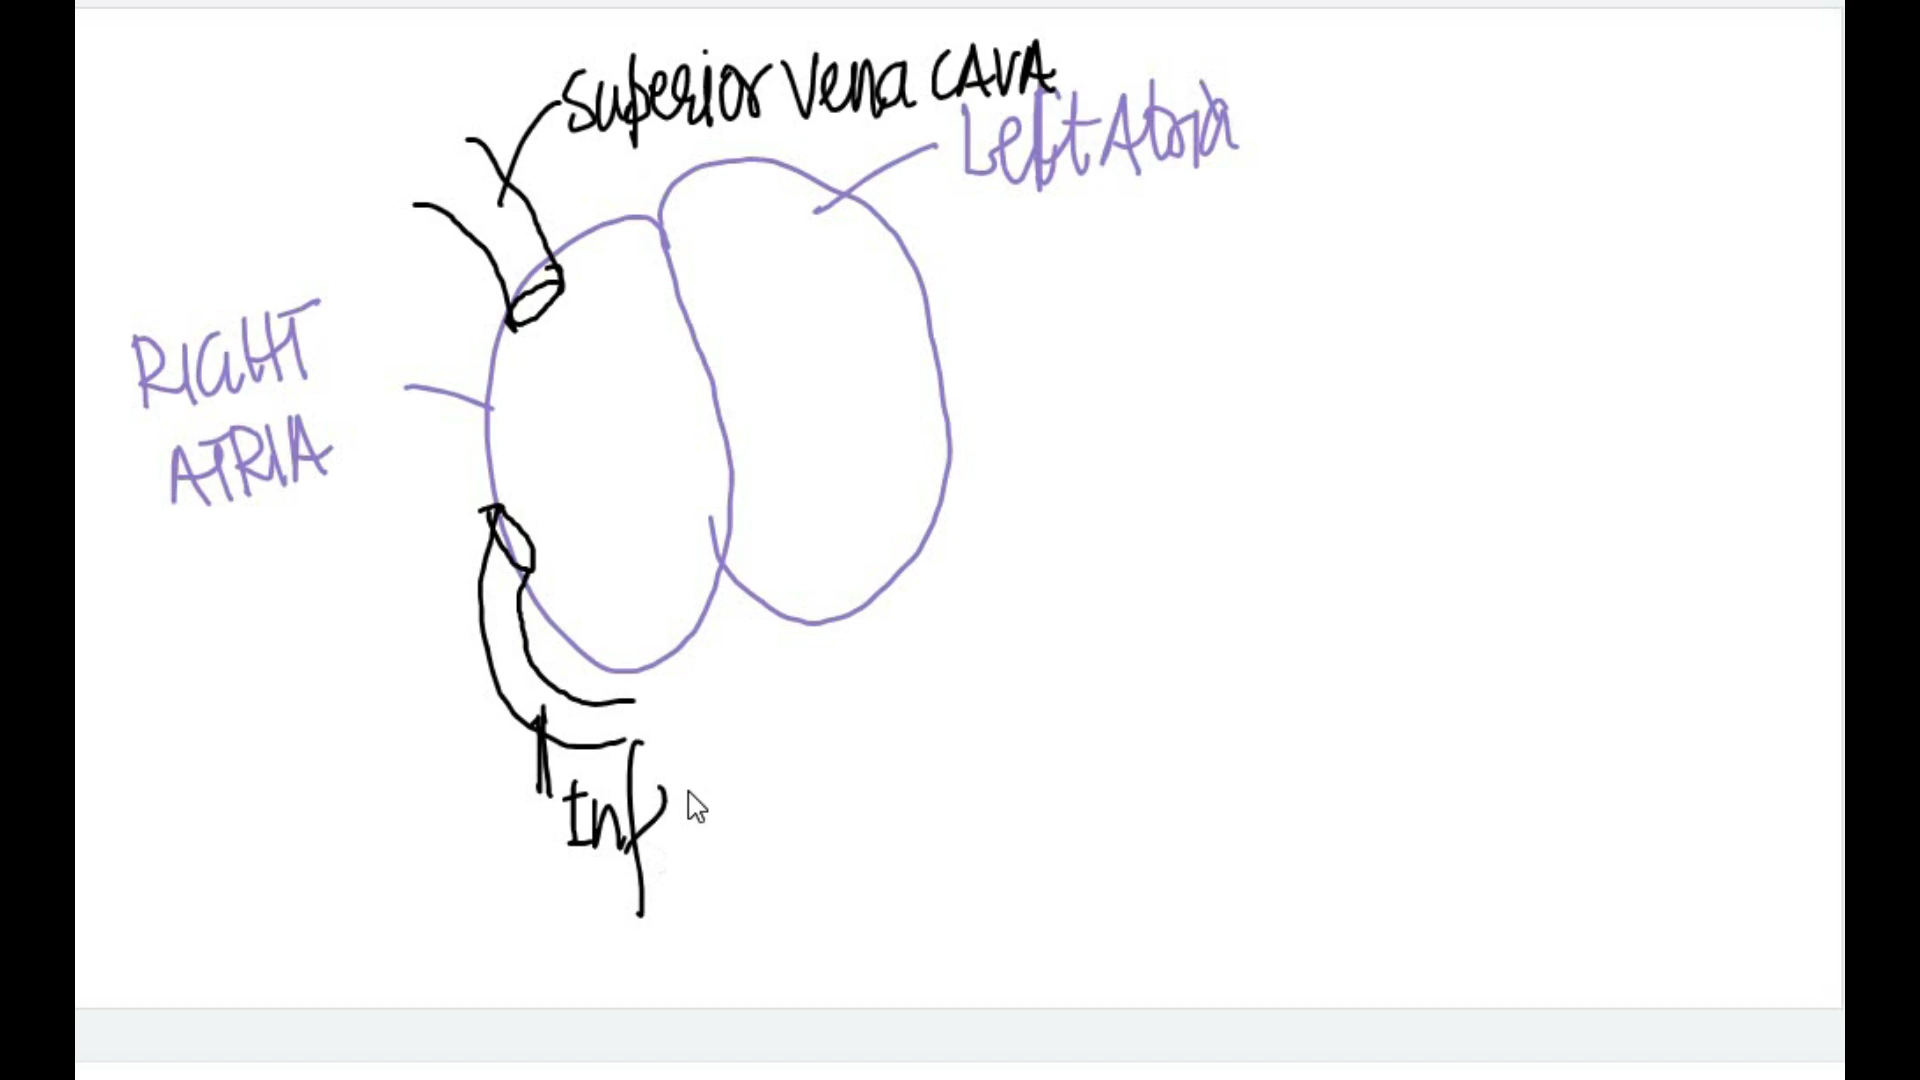 Superior Vena CAVA
Left Atria
RIGHT
ATRIA
Inf